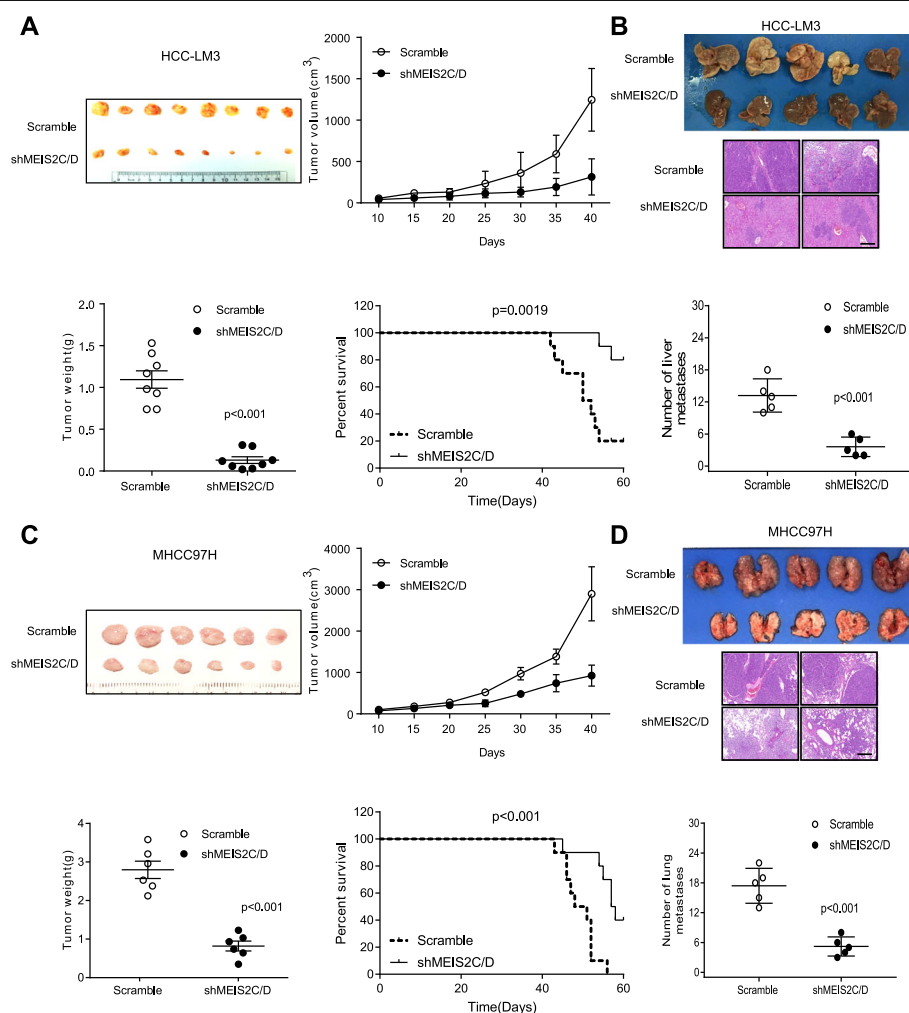 A
HCC-LM3
Scramble
shMEIS2C/D
Tumor volume(cm3)
2000
1500
1000
500
0
Scramble
shMEIS2C/D
10 15 20 25 30 35 40
Days
B
HCC-LM3
Scramble
shMEIS2C/D
Scramble
shMEIS2C/D
Tumor weight(g)
2.0
1.5
1.0
0.5
0.0
Scramble
shMEIS2C/D
p<0.001
Scramble shMEIS2C/D
Percent survival
120
100
80
60
40
20
0
p=0.0019
Scramble
shMEIS2C/D
0 20 40 60
Time(Days)
Number of liver
metastases
30
24
18
12
6
0
Scramble
shMEIS2C/D
p<0.001
Scramble shMEIS2C/D
C
MHCC97H
Scramble
shMEIS2C/D
Tumor volume(cm3)
4000
3000
2000
1000
0
Scramble
shMEIS2C/D
10 15 20 25 30 35 40
Days
D
MHCC97H
Scramble
shMEIS2C/D
Scramble
shMEIS2C/D
Tumor weight(g)
4
3
2
1
0
Scramble
shMEIS2C/D
p<0.001
Scramble shMEIS2C/D
Percent survival
120
100
80
60
40
20
0
p<0.001
Scramble
shMEIS2C/D
0 20 40 60
Time(Days)
Number of lung
metastases
30
24
18
12
6
0
Scramble
shMEIS2C/D
p<0.001
Scramble shMEIS2C/D